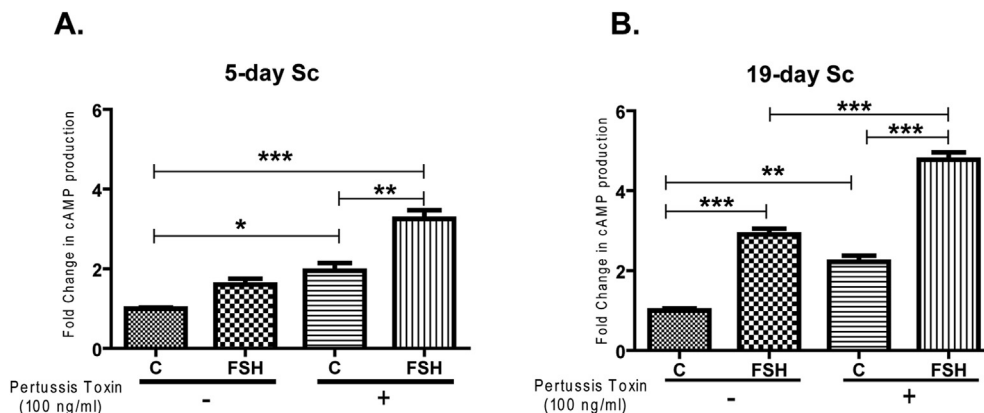 A.
5-day Sc
Fold Change in cAMP production
6
4
2
0
***
**
*
C FSH C FSH
Pertussis Toxin
(100 ng/ml)
- +
B.
19-day Sc
Fold Change in cAMP production
6
4
2
0
***
***
**
***
C FSH C FSH
Pertussis Toxin
(100 ng/ml)
- +